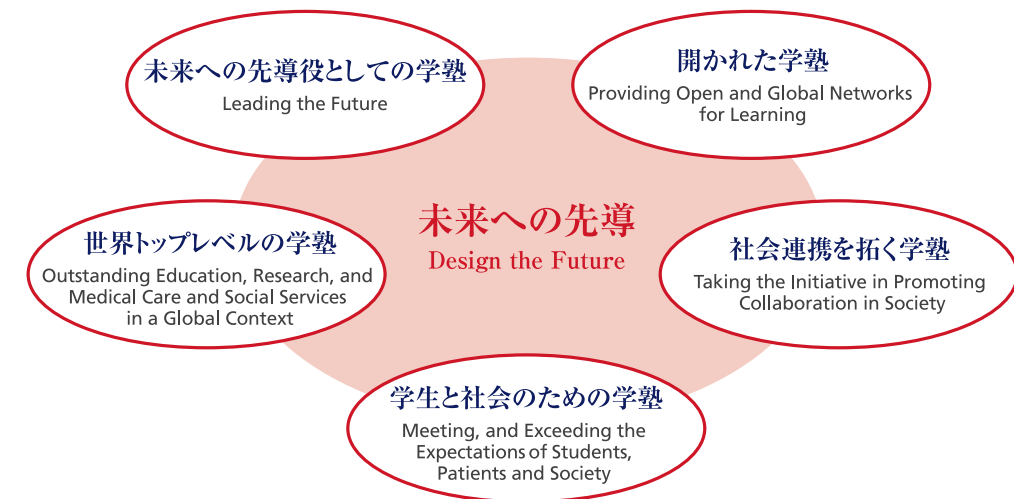 未来への先導役としての学塾
Leading the Future
開かれた学塾
Providing Open and Global Networks
for Learning
未来への先導
Design the Future
世界トップレベルの学塾
Outstanding Education, Research, and
Medical Care and Social Services
in a Global Context
社会連携を拓く学塾
Taking the Initiative in Promoting
Collaboration in Society
学生と社会のための学塾
Meeting, and Exceeding the
Expectations of Students,
Patients and Society